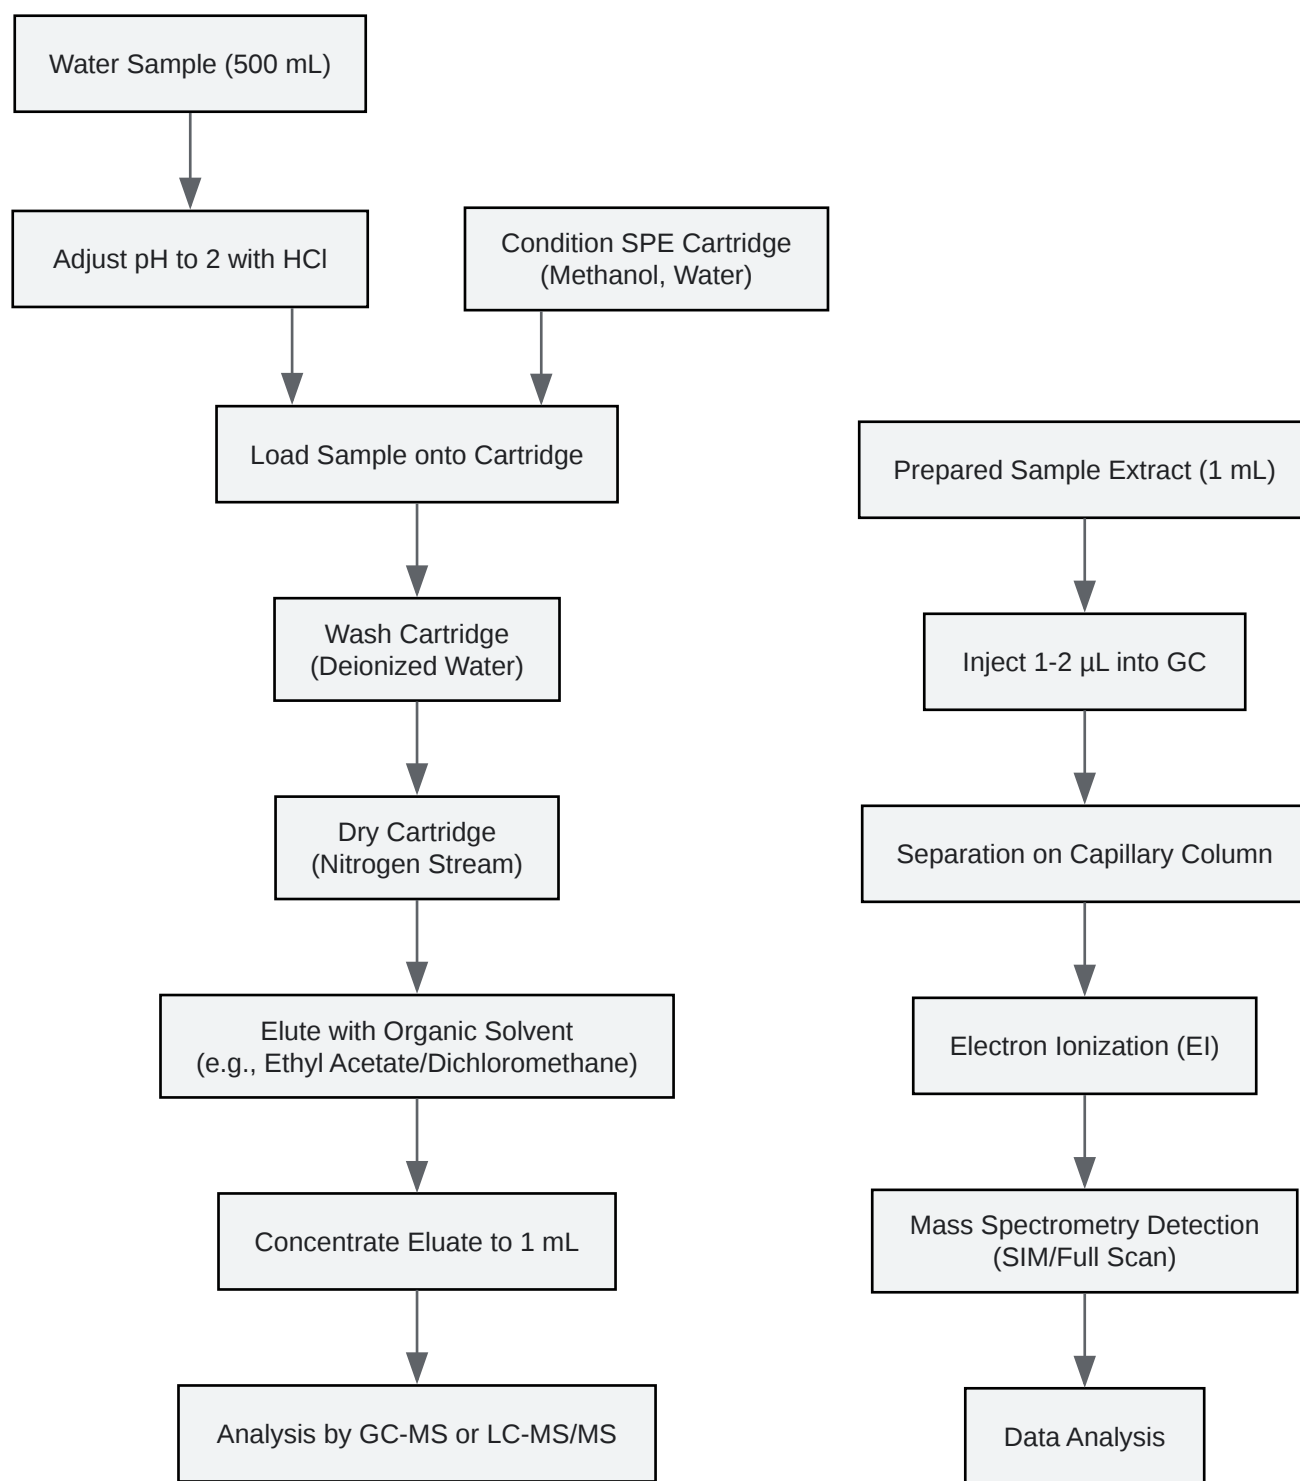 Water Sample (500 mL)
Adjust pH to 2 with HCl
Condition SPE Cartridge
(Methanol, Water)
Load Sample onto Cartridge
Wash Cartridge
(Deionized Water)
Dry Cartridge
(Nitrogen Stream)
Elute with Organic Solvent
(e.g., Ethyl Acetate/Dichloromethane)
Concentrate Eluate to 1 mL
Analysis by GC-MS or LC-MS/MS
Prepared Sample Extract (1 mL)
Inject 1-2 µL into GC
Separation on Capillary Column
Electron Ionization (EI)
Mass Spectrometry Detection
(SIM/Full Scan)
Data Analysis